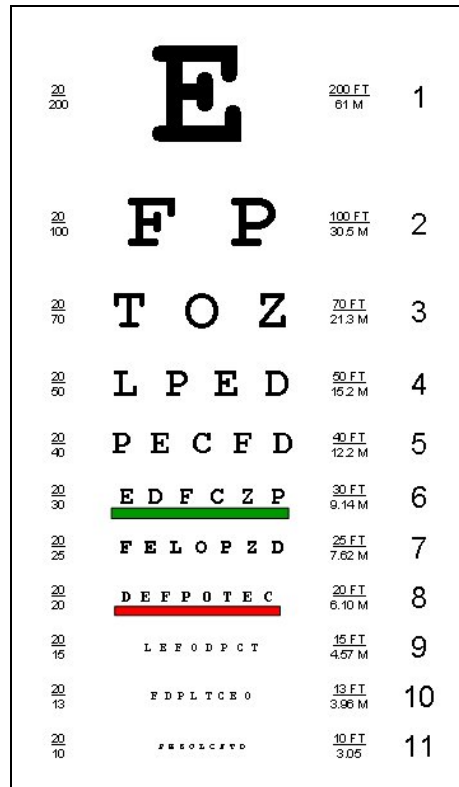 20/200 E 200 FT/61 M 1
20/100 F P 100 FT/30.5 M 2
20/70 T O Z 70 FT/21.3 M 3
20/50 L P E D 50 FT/15.2 M 4
20/40 P E C F D 40 FT/12.2 M 5
20/30 E D F C Z P 30 FT/9.14 M 6
20/25 F E L O P Z D 25 FT/7.62 M 7
20/20 D E F P O T E C 20 FT/6.10 M 8
20/15 L E F O D P C T 15 FT/4.57 M 9
20/13 F D P L T C E O 13 FT/3.96 M 10
20/10 10 FT/3.05 11